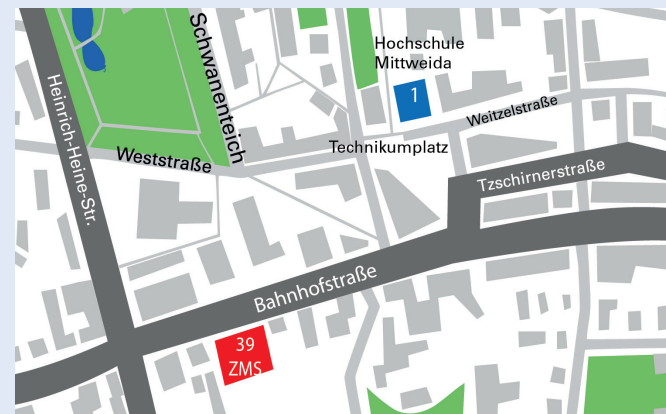 Schwanenteich
Hochschule
Mittweida
1
Heinrich-Heine-Str.
Weitzelstraße
Technikumplatz
Weststraße
Tzschirnerstraße
Bahnhofstraße
39
ZMS